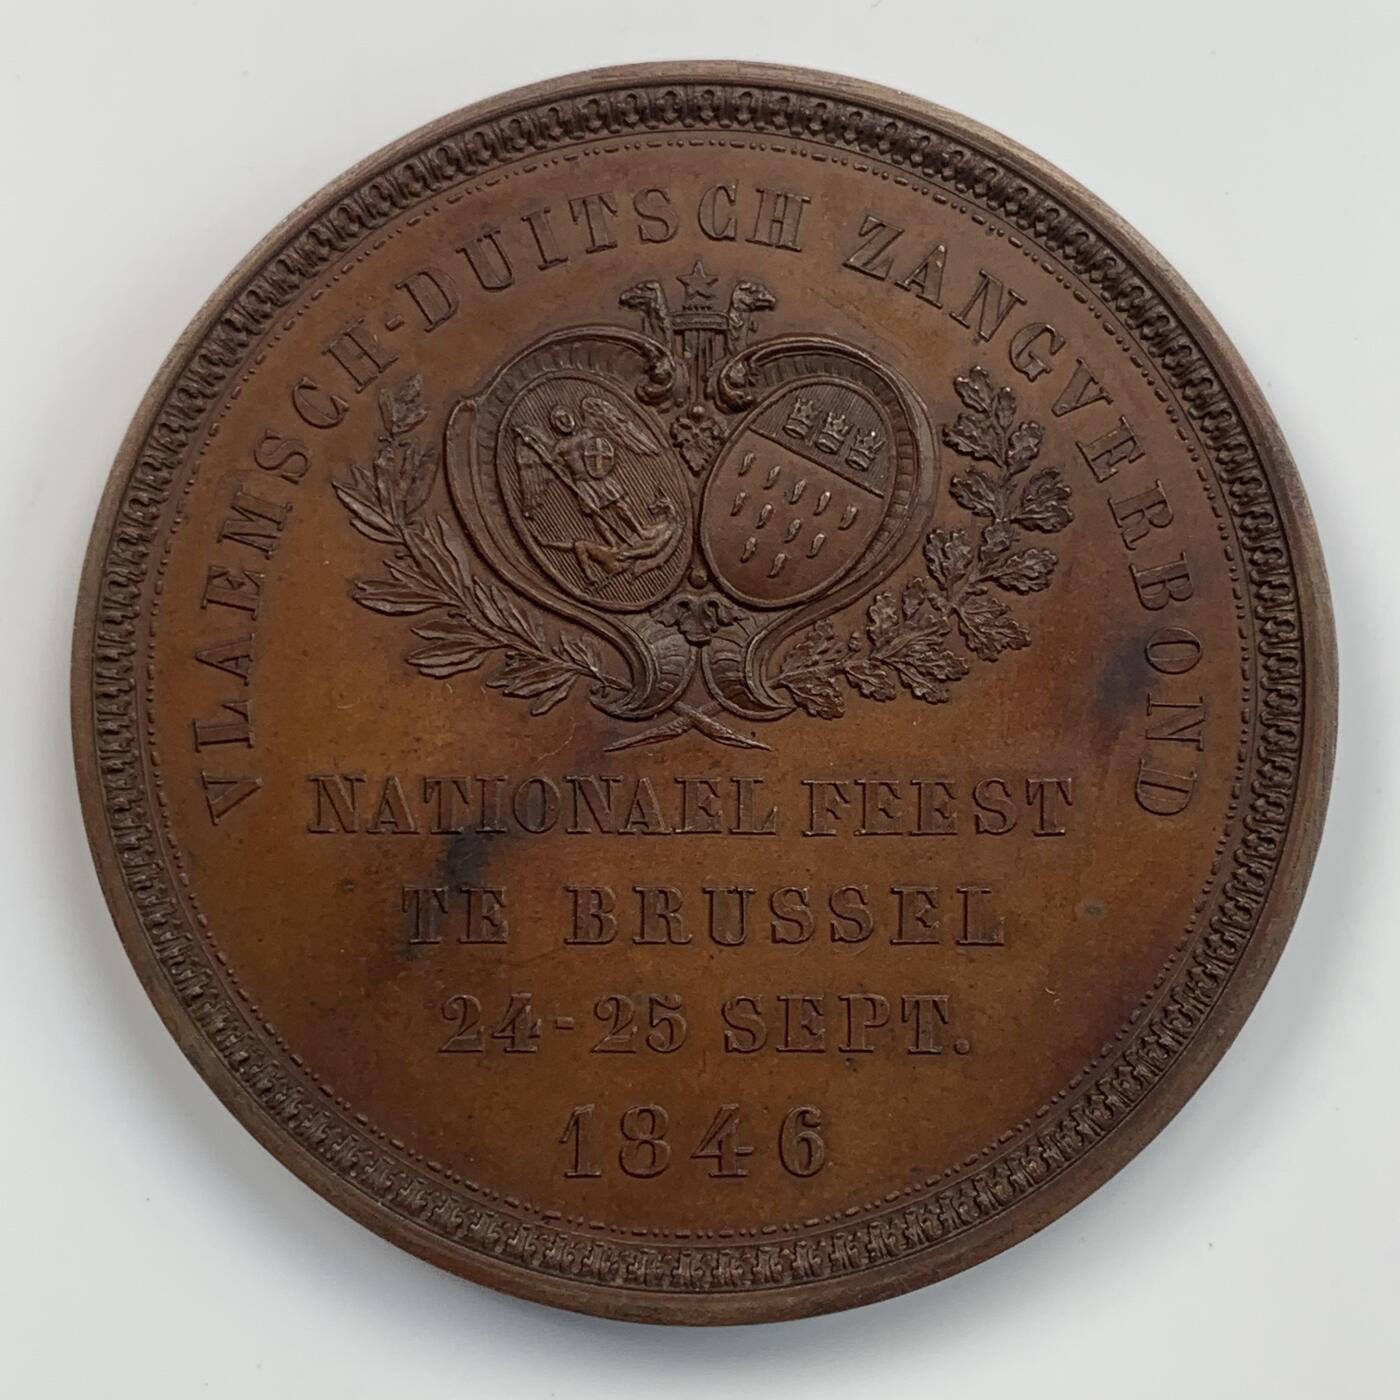 VLAEMSCH-DUITSCH ZANGVERBOND
NATIONAEL FEEST
TE BRUSSEL
24-25 SEPT.
1846